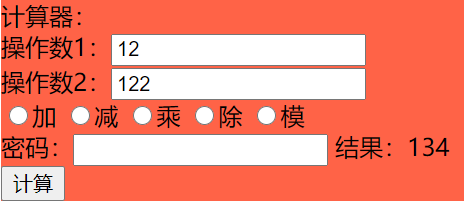 计算器：
操作数1：12
操作数2：122
加 减 乘 除 模
密码： 结果：134
计算